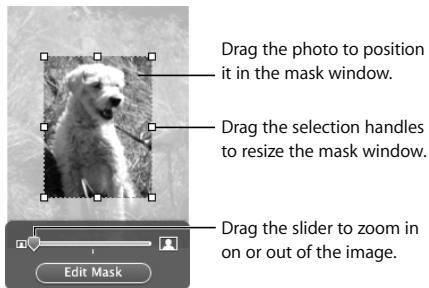 Drag the photo to position
it in the mask window.
Drag the selection handles
to resize the mask window.
Drag the slider to zoom in
on or out of the image.
Edit Mask